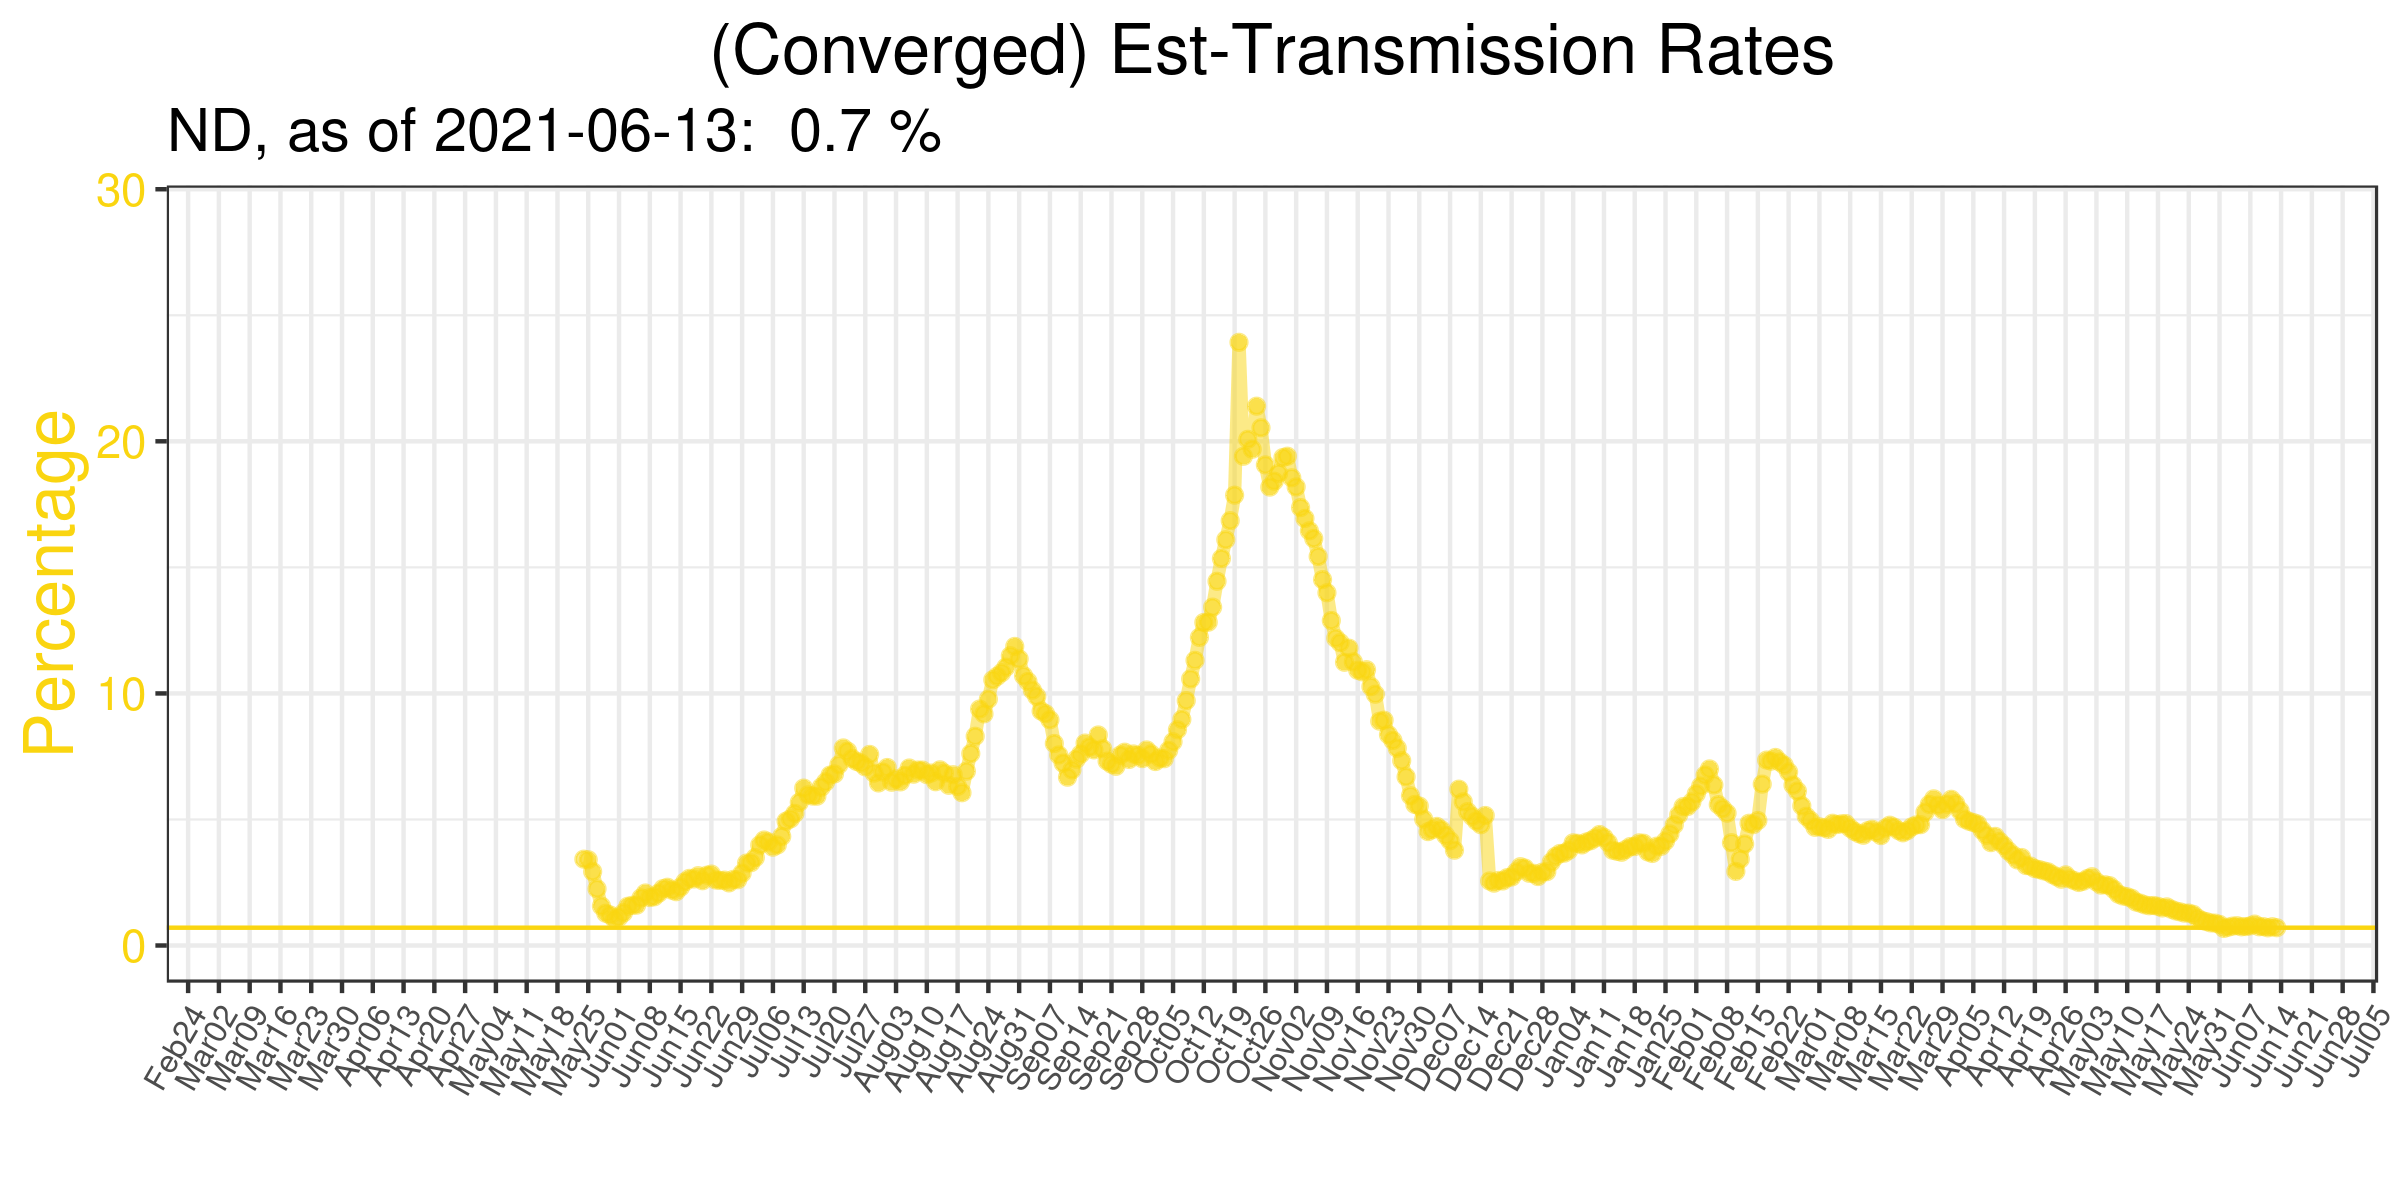 (Converged) Est-Transmission Rates
ND, as of 2021-06-13:  0.7 %
Percentage
30
20
10
0
Feb24
Mar02
Mar09
Mar16
Mar23
Mar30
Apr06
Apr13
Apr20
Apr27
May04
May11
May18
May25
Jun01
Jun08
Jun15
Jun22
Jun29
Jul06
Jul13
Jul20
Jul27
Aug03
Aug10
Aug17
Aug24
Aug31
Sep07
Sep14
Sep21
Sep28
Oct05
Oct12
Oct19
Oct26
Nov02
Nov09
Nov16
Nov23
Nov30
Dec07
Dec14
Dec21
Dec28
Jan04
Jan11
Jan18
Jan25
Feb01
Feb08
Feb15
Feb22
Mar01
Mar08
Mar15
Mar22
Mar29
Apr05
Apr12
Apr19
Apr26
May03
May10
May17
May24
May31
Jun07
Jun14
Jun21
Jun28
Jul05